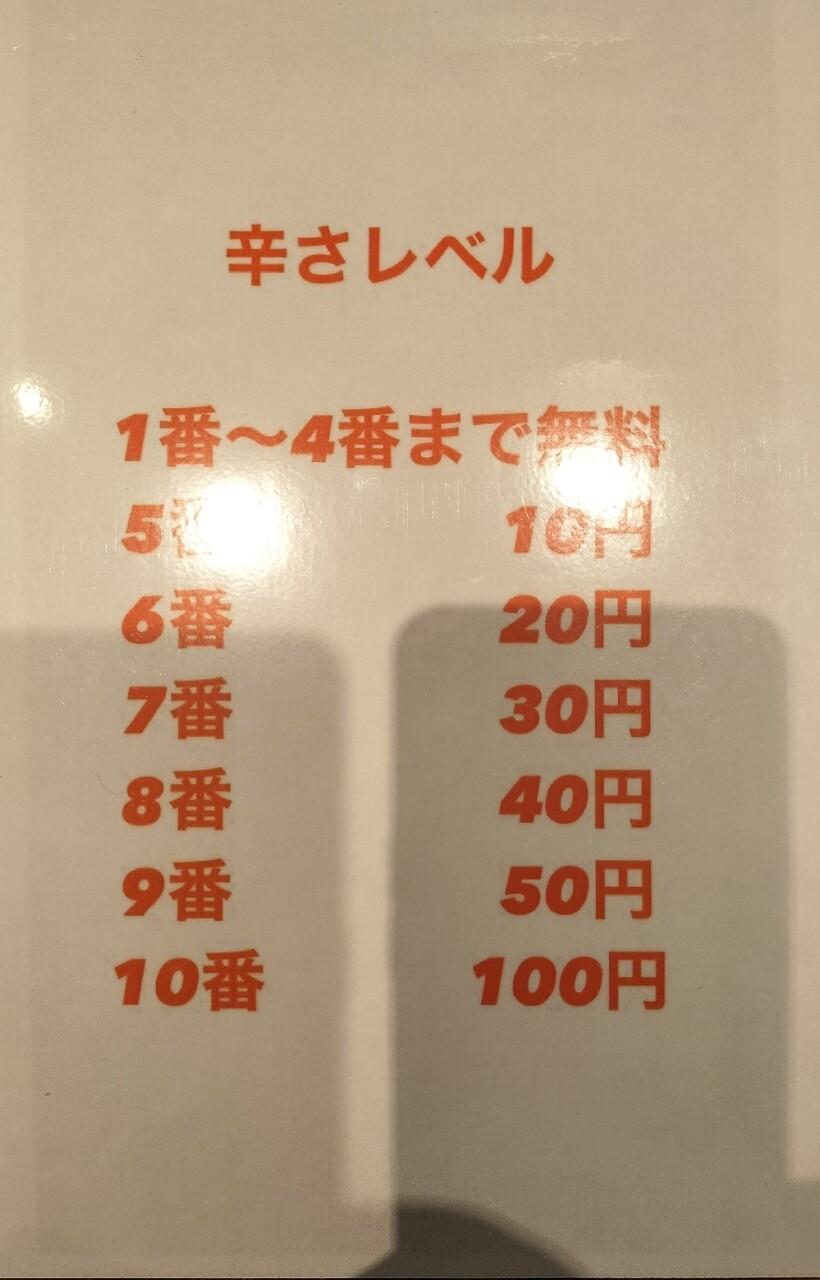 辛さレベル
1番〜4番まで無料
5番 10円
6番 20円
7番 30円
8番 40円
9番 50円
10番 100円